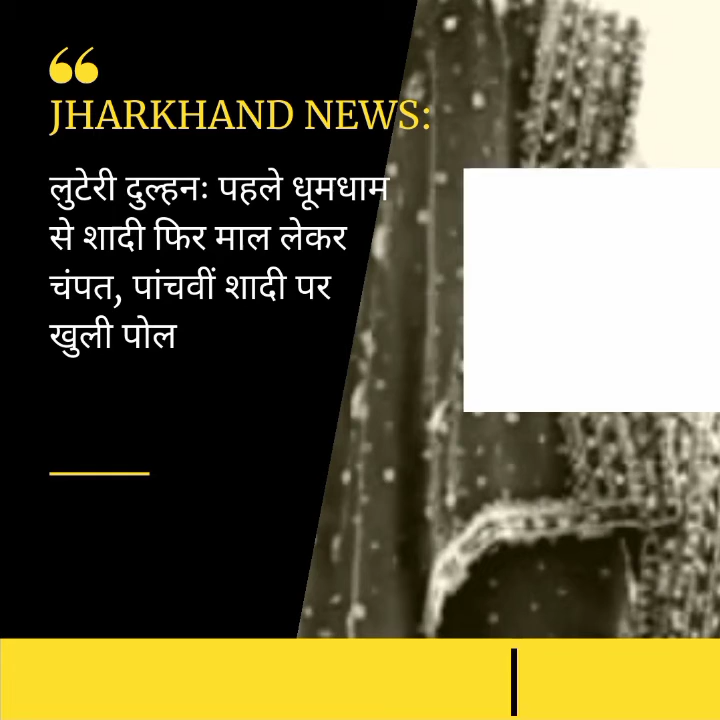 JHARKHAND NEWS:
लुटेरी दुल्हनः पहले धूमधाम
से शादी फिर माल लेकर
चंपत, पांचवीं शादी पर
खुली पोल